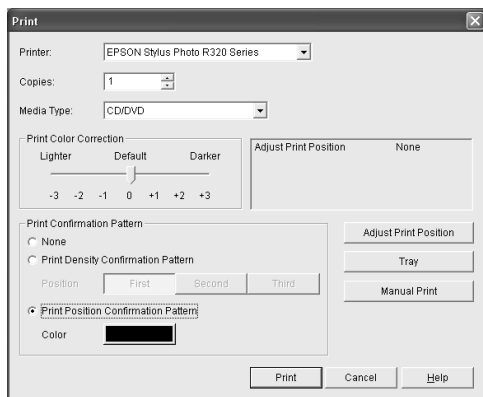 Print
Printer: EPSON Stylus Photo R320 Series
Copies: 1
Media Type: CD/DVD
Print Color Correction
Lighter Default Darker
-3 -2 -1 0 +1 +2 +3
Adjust Print Position None
Print Confirmation Pattern
None
Print Density Confirmation Pattern
Position First Second Third
Print Position Confirmation Pattern
Color
Adjust Print Position
Tray
Manual Print
Print Cancel Help